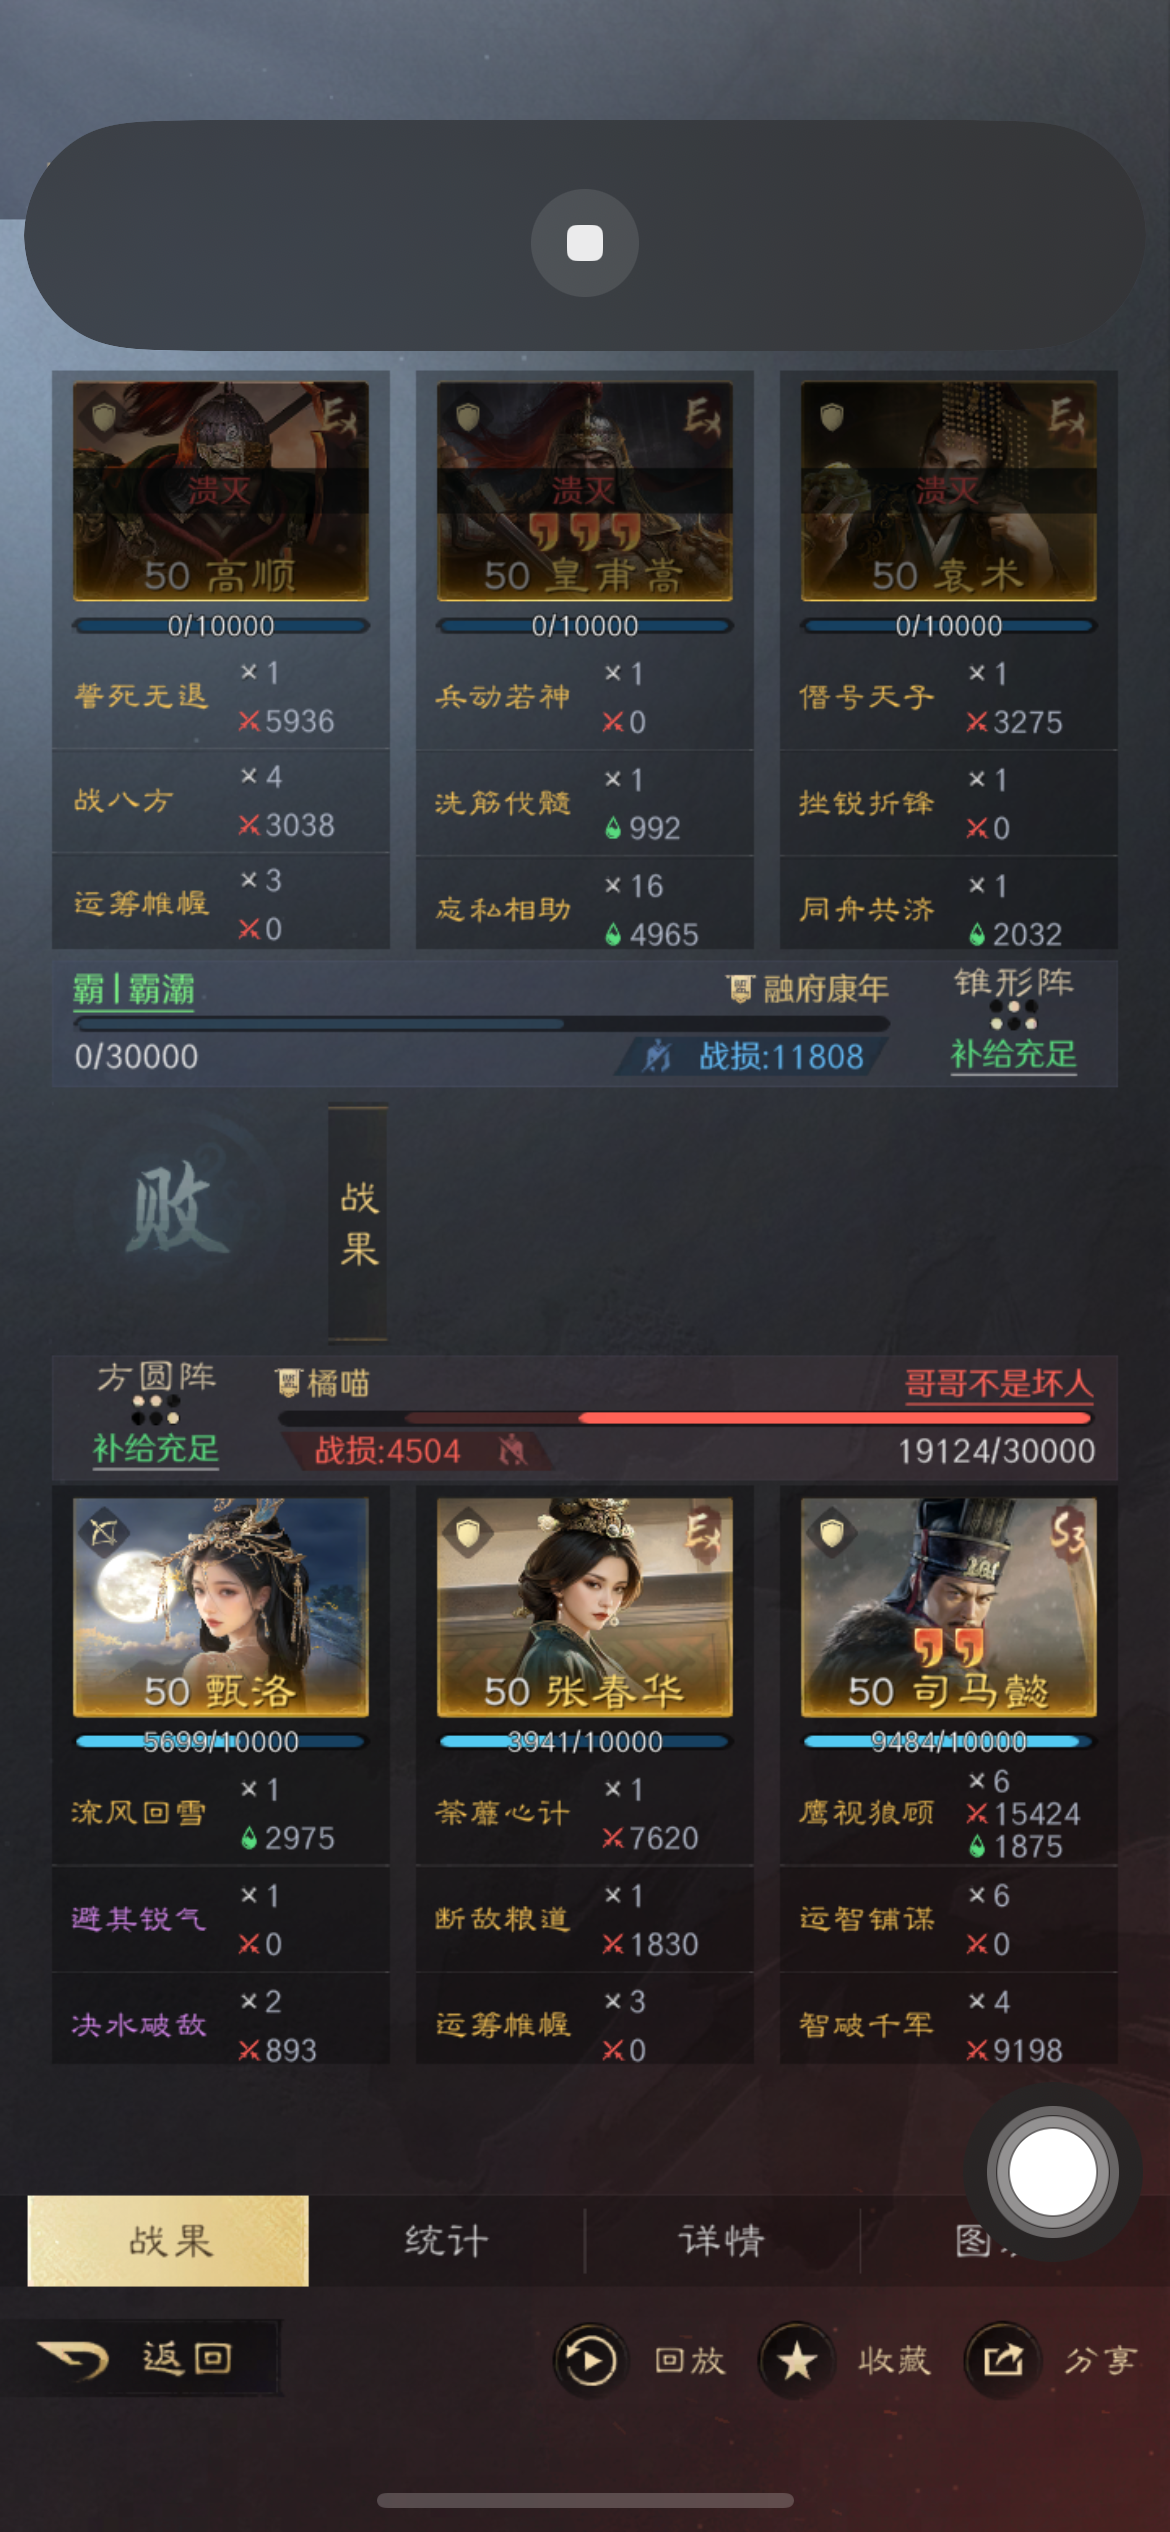 Ex
Ex
Ex
溃灭
溃灭
溃灭
50 高顺
50 皇甫嵩
50 袁术
0/10000
0/10000
0/10000
誓死无退
×1
5936
兵动若神
×1
0
僭号天子
×1
3275
战八方
×4
3038
洗筋伐髓
×1
992
挫锐折锋
×1
0
运筹帷幄
×3
0
忘私相助
×16
4965
同舟共济
×1
2032
霸|霸灞
融府康年
锥形阵
0/30000
战损:11808
补给充足
败
战果
方圆阵
橘喵
哥哥不是坏人
补给充足
战损:4504
19124/30000
Ex
S3
50 甄洛
50 张春华
50 司马懿
5699/10000
3941/10000
9484/10000
流风回雪
×1
2975
荼蘼心计
×1
7620
鹰视狼顾
×6
15424
1875
避其锐气
×1
0
断敌粮道
×1
1830
运智铺谋
×6
0
决水破敌
×2
893
运筹帷幄
×3
0
智破千军
×4
9198
战果
统计
详情
图
返回
回放
收藏
分享